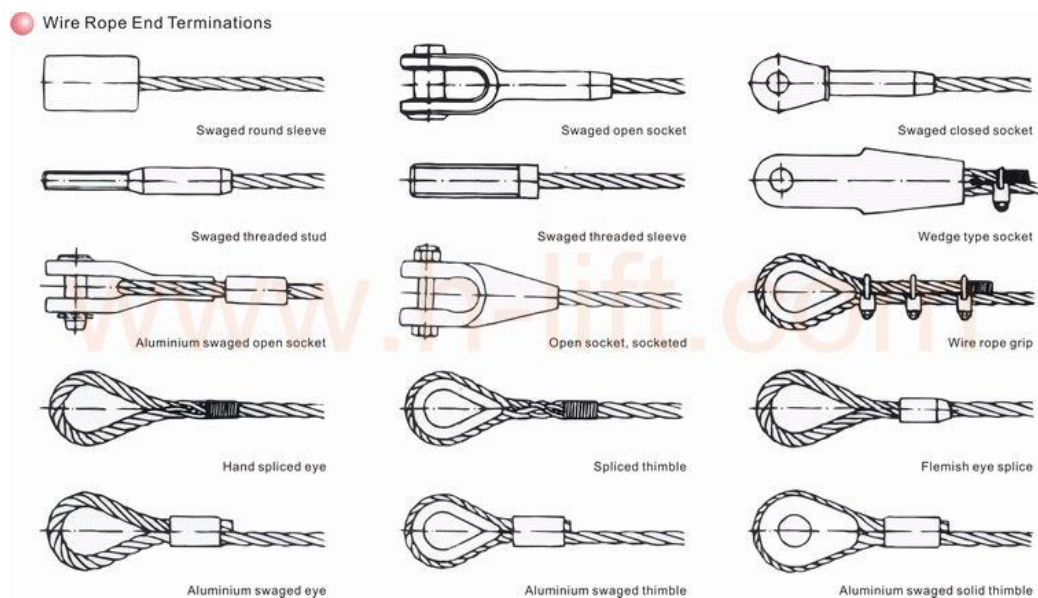 Wire Rope End Terminations
Swaged round sleeve
Swaged open socket
Swaged closed socket
Swaged threaded stud
Swaged threaded sleeve
Wedge type socket
Aluminium swaged open socket
Open socket, socketed
Wire rope grip
Hand spliced eye
Spliced thimble
Flemish eye splice
Aluminium swaged eye
Aluminium swaged thimble
Aluminium swaged solid thimble